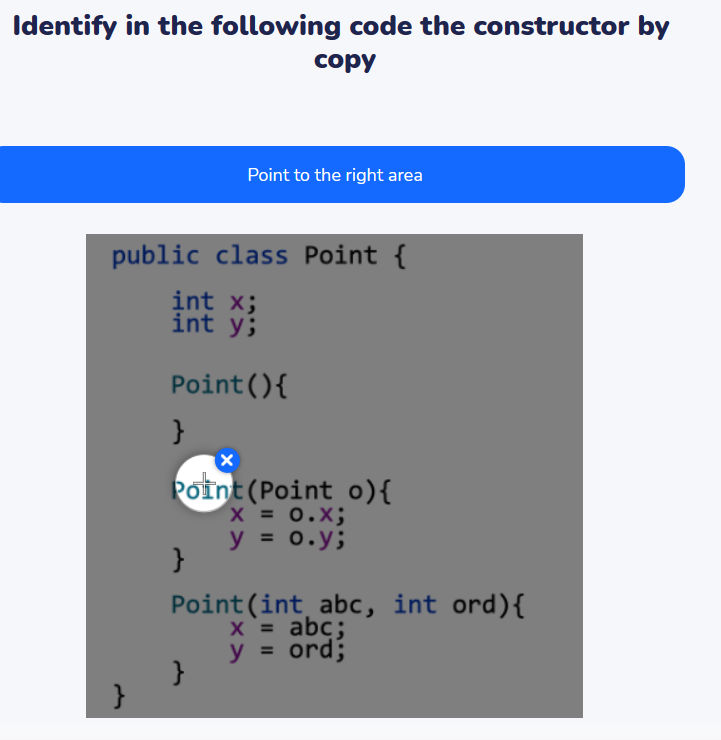 Identify in the following code the constructor by
copy
Point to the right area
public class Point {
int x;
int y;
Point(){
}
Point(Point o){
x = o.x;
y = o.y;
}
Point(int abc, int ord){
x = abc;
y = ord;
}
}